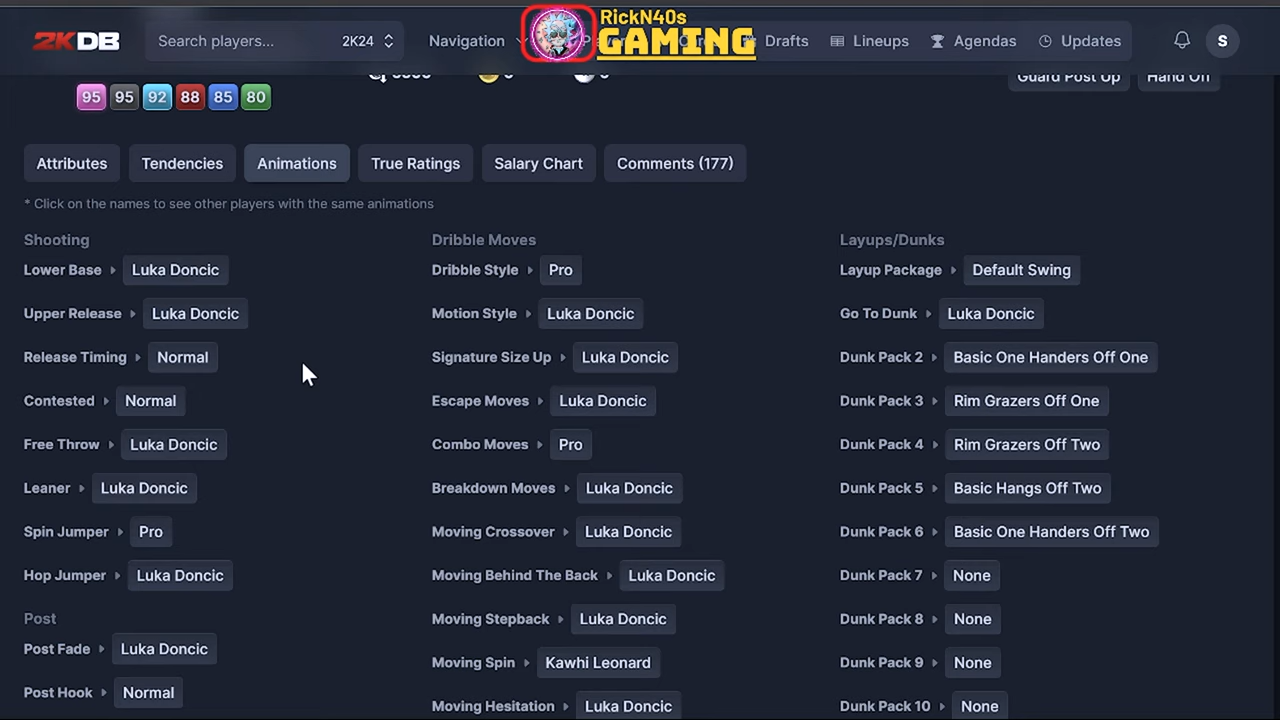 2KDB
Search players...
2K24
Navigation
RickN40s
GAMING
Drafts
Lineups
Agendas
Updates
S
Guard Post Up
Hand Off
95
95
92
88
85
80
Attributes
Tendencies
Animations
True Ratings
Salary Chart
Comments (177)
* Click on the names to see other players with the same animations
Shooting
Lower Base
Luka Doncic
Upper Release
Luka Doncic
Release Timing
Normal
Contested
Normal
Free Throw
Luka Doncic
Leaner
Luka Doncic
Spin Jumper
Pro
Hop Jumper
Luka Doncic
Post
Post Fade
Luka Doncic
Post Hook
Normal
Dribble Moves
Dribble Style
Pro
Motion Style
Luka Doncic
Signature Size Up
Luka Doncic
Escape Moves
Luka Doncic
Combo Moves
Pro
Breakdown Moves
Luka Doncic
Moving Crossover
Luka Doncic
Moving Behind The Back
Luka Doncic
Moving Stepback
Luka Doncic
Moving Spin
Kawhi Leonard
Moving Hesitation
Luka Doncic
Layups/Dunks
Layup Package
Default Swing
Go To Dunk
Luka Doncic
Dunk Pack 2
Basic One Handers Off One
Dunk Pack 3
Rim Grazers Off One
Dunk Pack 4
Rim Grazers Off Two
Dunk Pack 5
Basic Hangs Off Two
Dunk Pack 6
Basic One Handers Off Two
Dunk Pack 7
None
Dunk Pack 8
None
Dunk Pack 9
None
Dunk Pack 10
None